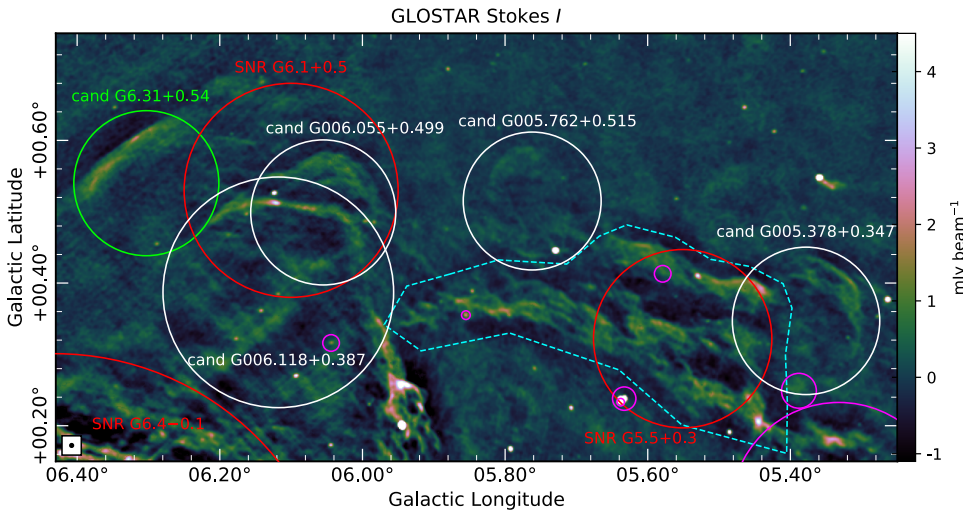 GLOSTAR Stokes I
SNR G6.1+0.5
cand G6.31+0.54
cand G006.055+0.499
cand G005.762+0.515
cand G005.378+0.347
cand G006.118+0.387
SNR G6.4−0.1
SNR G5.5+0.3
+00.60°
+00.40°
+00.20°
Galactic Latitude
06.40
06.20°
06.00°
05.80°
05.60°
05.40°
Galactic Longitude
4
3
2
1
0
-1
mJy beam⁻¹